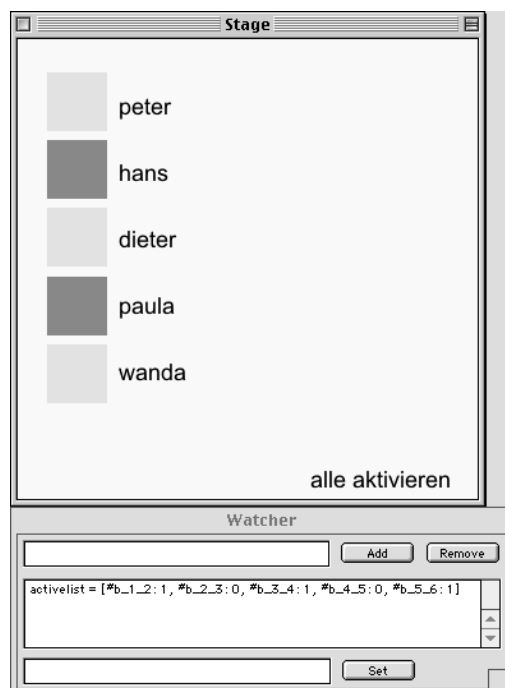 Stage
peter
hans
dieter
paula
wanda
alle aktivieren
Watcher
Add Remove
activelist = [#b_1_2: 1, #b_2_3: 0, #b_3_4: 1, #b_4_5: 0, #b_5_6: 1]
Set